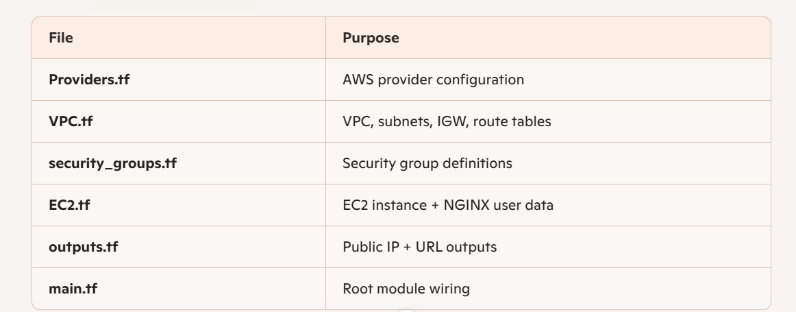 File Purpose
Providers.tf AWS provider configuration
VPC.tf VPC, subnets, IGW, route tables
security_groups.tf Security group definitions
EC2.tf EC2 instance + NGINX user data
outputs.tf Public IP + URL outputs
main.tf Root module wiring